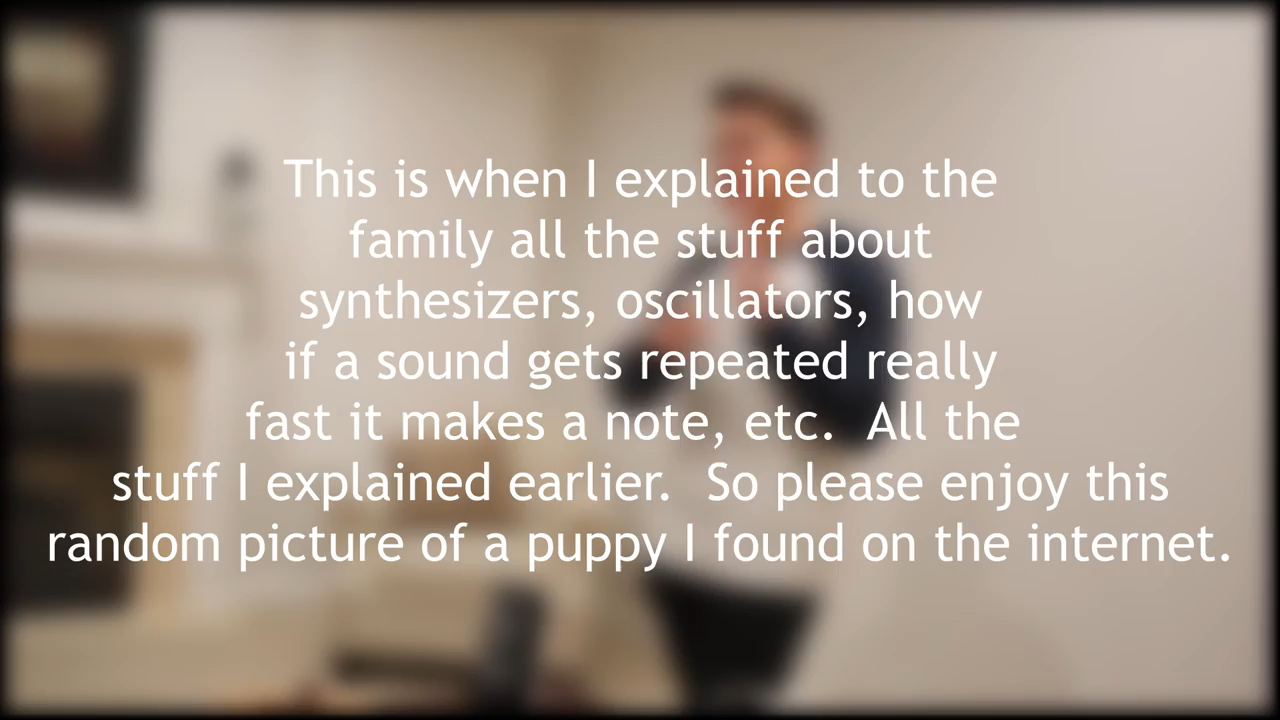 This is when I explained to the
family all the stuff about
synthesizers, oscillators, how
if a sound gets repeated really
fast it makes a note, etc.  All the
stuff I explained earlier.  So please enjoy this
random picture of a puppy I found on the internet.